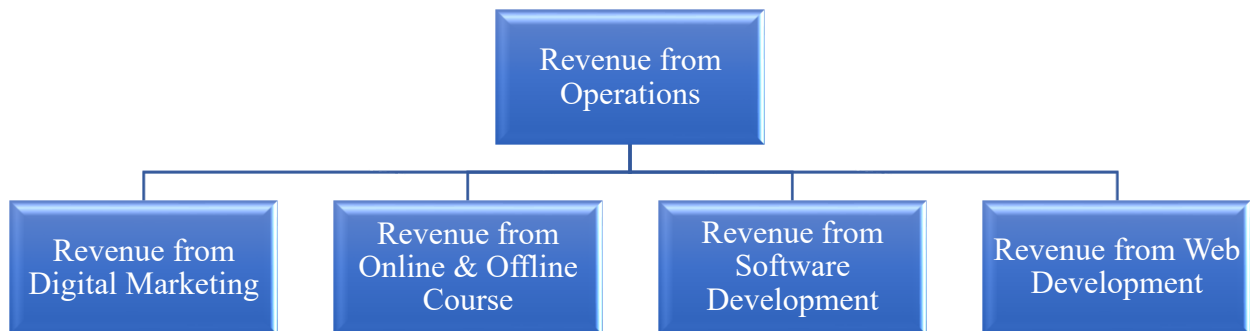 Revenue from
Operations
Revenue from
Digital Marketing
Revenue from
Online & Offline
Course
Revenue from
Software
Development
Revenue from Web
Development